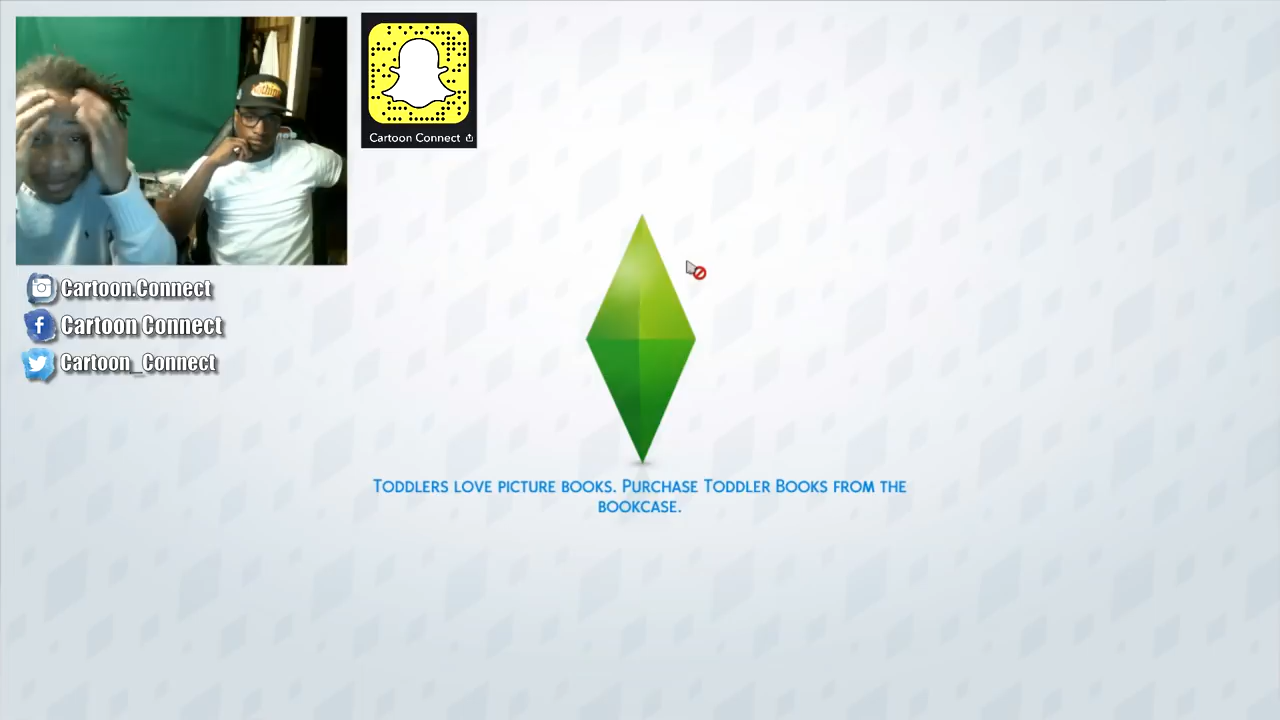 Cartoon Connect
Cartoon.Connect
Cartoon Connect
Cartoon_Connect
TODDLERS LOVE PICTURE BOOKS. PURCHASE TODDLER BOOKS FROM THE
BOOKCASE.